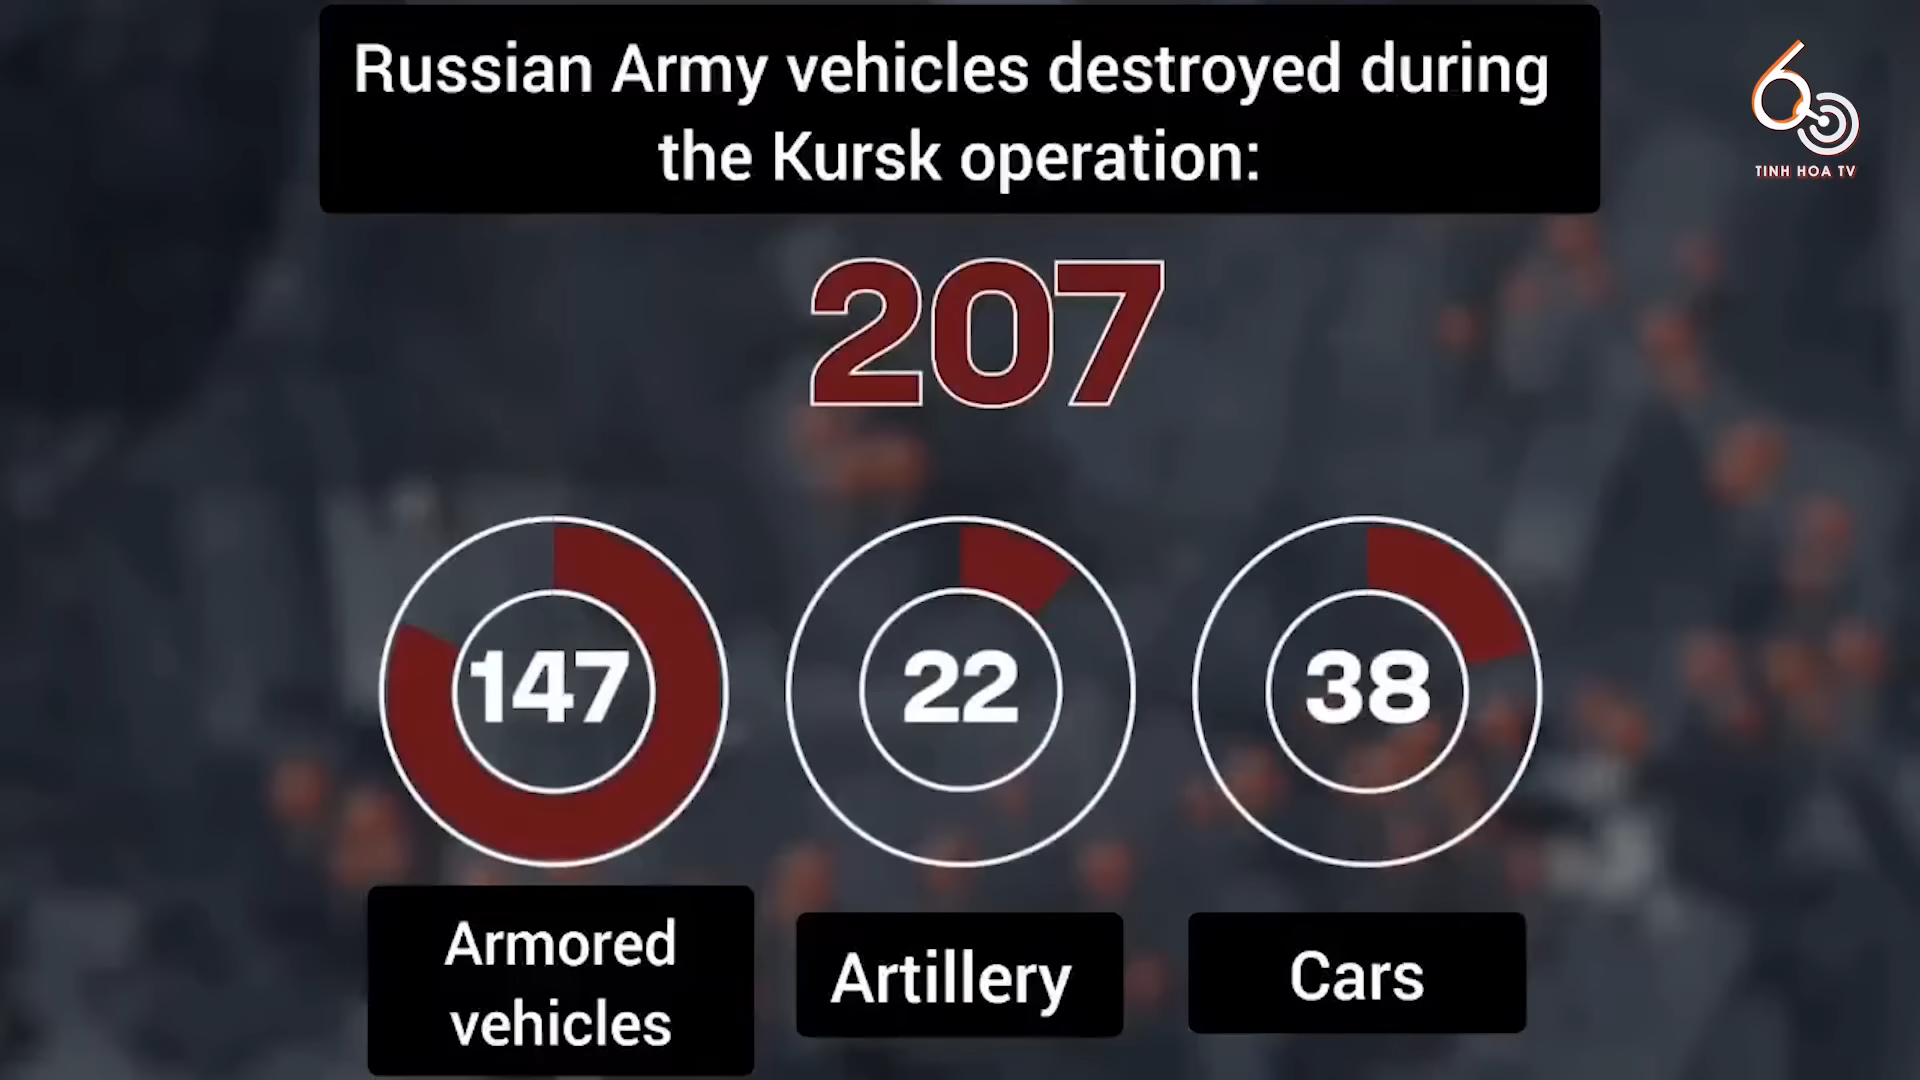 Russian Army vehicles destroyed during
the Kursk operation:
TINH HOA TV
207
147
22
38
Armored
vehicles
Artillery
Cars